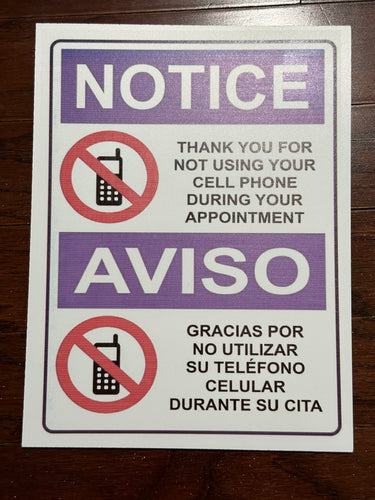 NOTICE
THANK YOU FOR
NOT USING YOUR
CELL PHONE
DURING YOUR
APPOINTMENT
AVISO
GRACIAS POR
NO UTILIZAR
SU TELÉFONO
CELULAR
DURANTE SU CITA